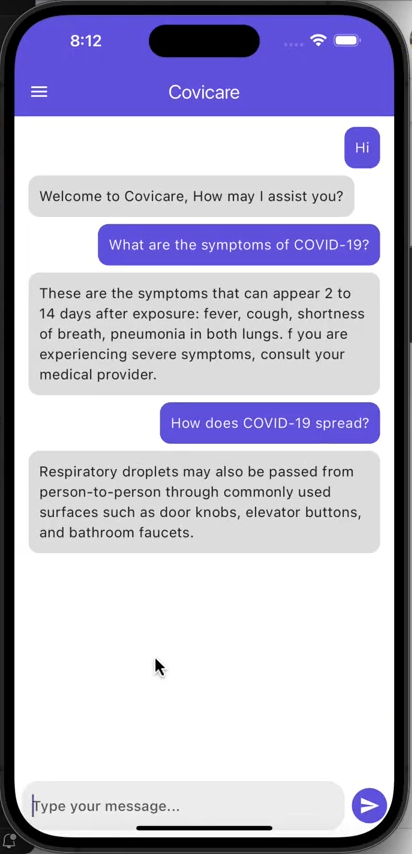 8:12
Covicare
Hi
Welcome to Covicare, How may I assist you?
What are the symptoms of COVID-19?
These are the symptoms that can appear 2 to
14 days after exposure: fever, cough, shortness
of breath, pneumonia in both lungs. f you are
experiencing severe symptoms, consult your
medical provider.
How does COVID-19 spread?
Respiratory droplets may also be passed from
person-to-person through commonly used
surfaces such as door knobs, elevator buttons,
and bathroom faucets.
Type your message...